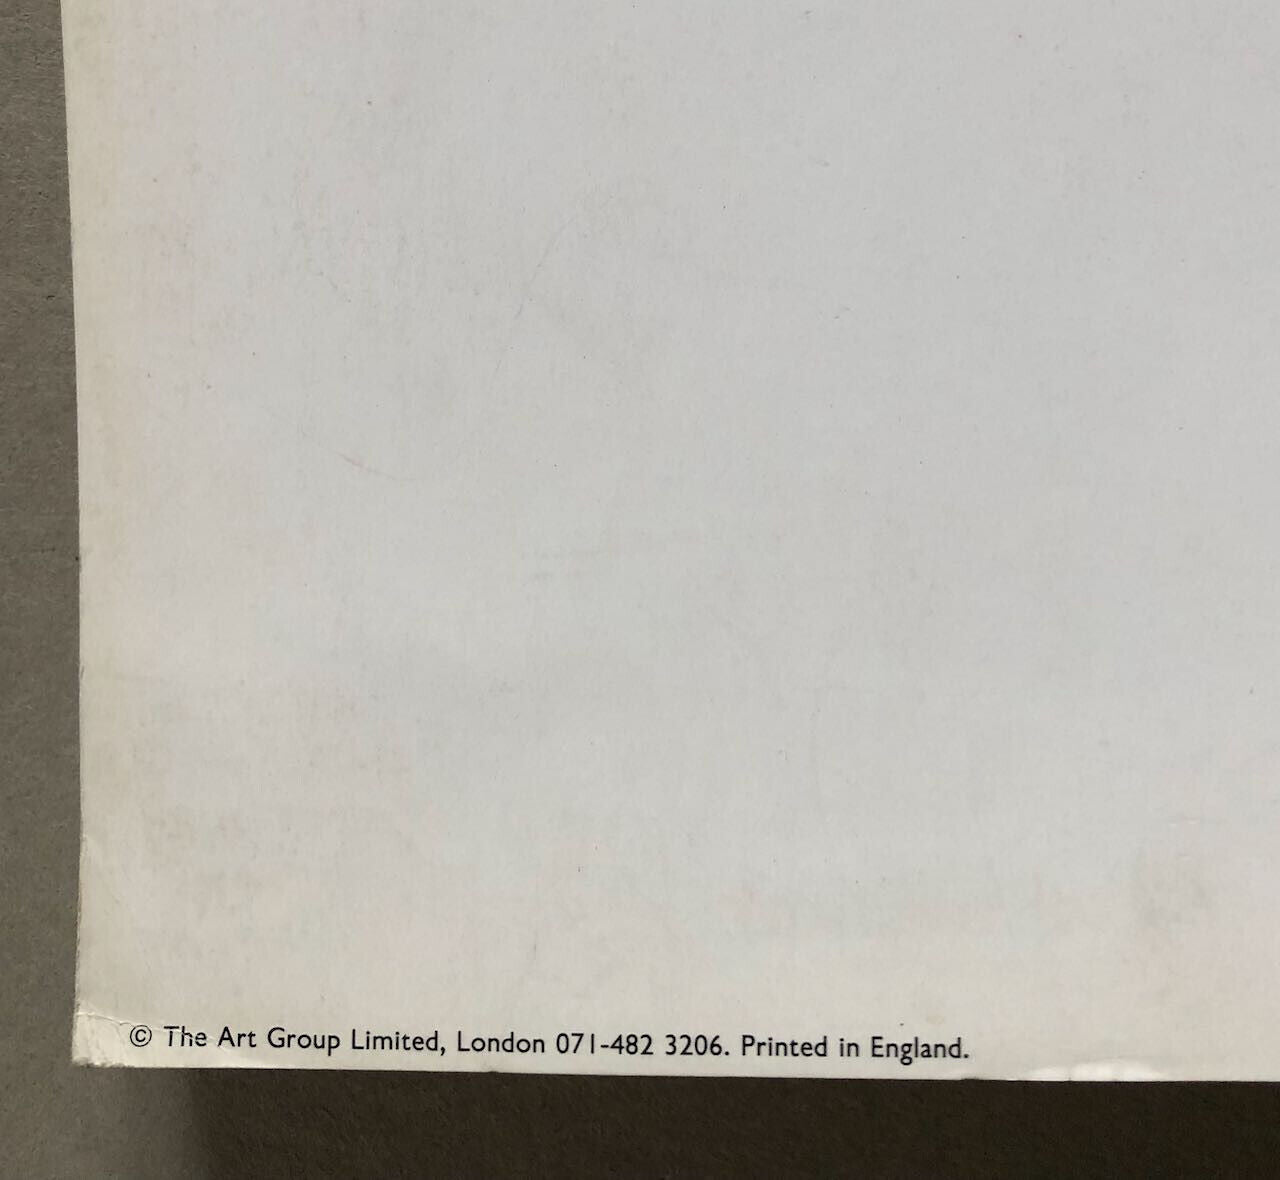 © The Art Group Limited, London 071-482 3206. Printed in England.